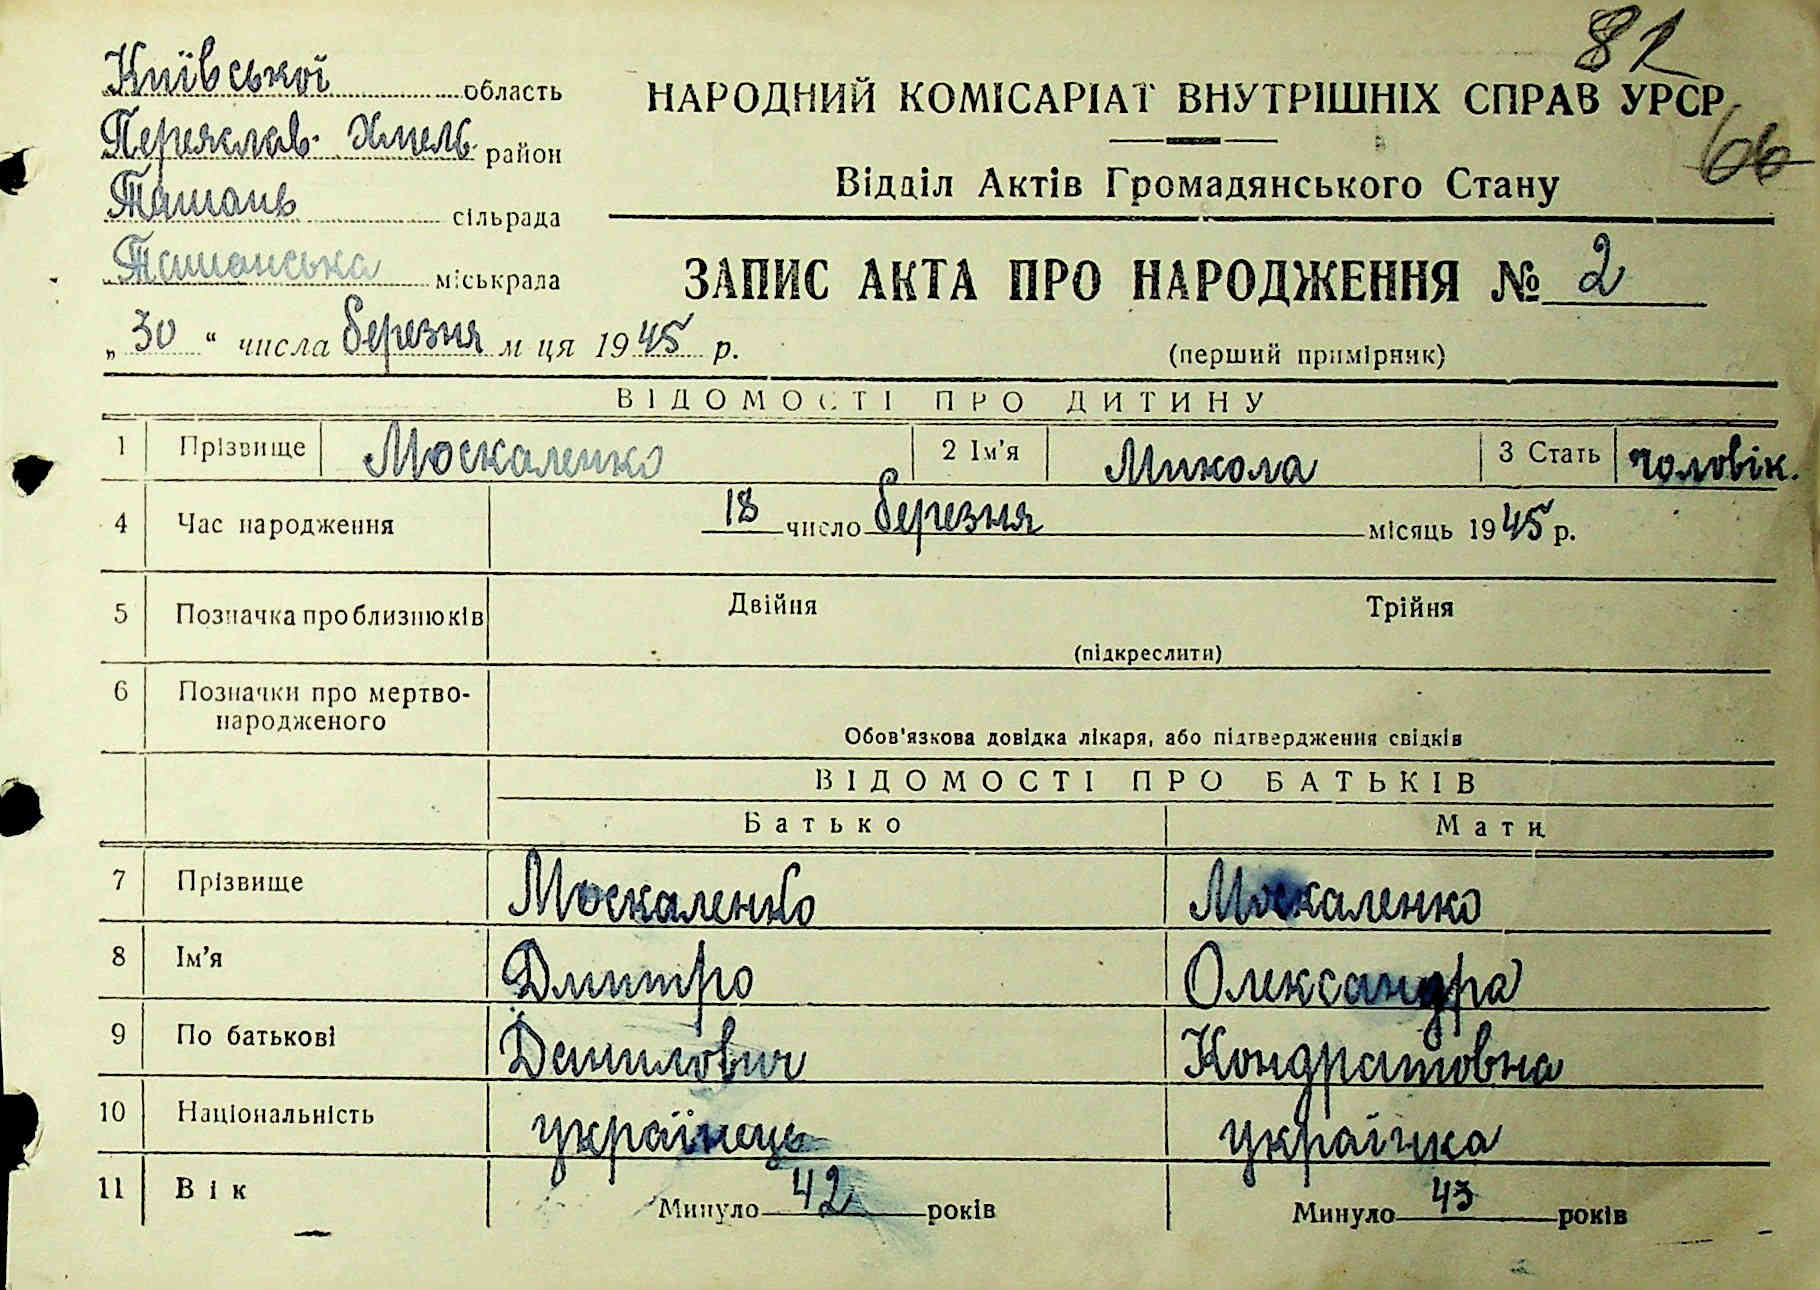 82
Київської область
НАРОДНИЙ КОМІСАРІАТ ВНУТРІШНІХ СПРАВ УРСР
66
Переяслав-Хмель. район
Відділ Актів Громадянського Стану
Ташань сільрада
Ташанська міськрада
ЗАПИС АКТА ПРО НАРОДЖЕННЯ № 2
„ 30 “ числа березня м ця 1945 р.
(перший примірник)
ВІДОМОСТІ ПРО ДИТИНУ
1 Прізвище Москаленко 2 Ім'я Микола 3 Стать чоловік.
4 Час народження 18 число березня місяць 1945 р.
5 Позначка про близнюків Двійня Трійня
(підкреслити)
6 Позначки про мертво-
народженого
Обов'язкова довідка лікаря, або підтвердження свідків
ВІДОМОСТІ ПРО БАТЬКІВ
Батько Мати
7 Прізвище Москаленко Москаленко
8 Ім’я Дмитро Олександра
9 По батькові Данилович Кондратовна
10 Національність українець українка
11 Вік Минуло 42 років Минуло 43 років